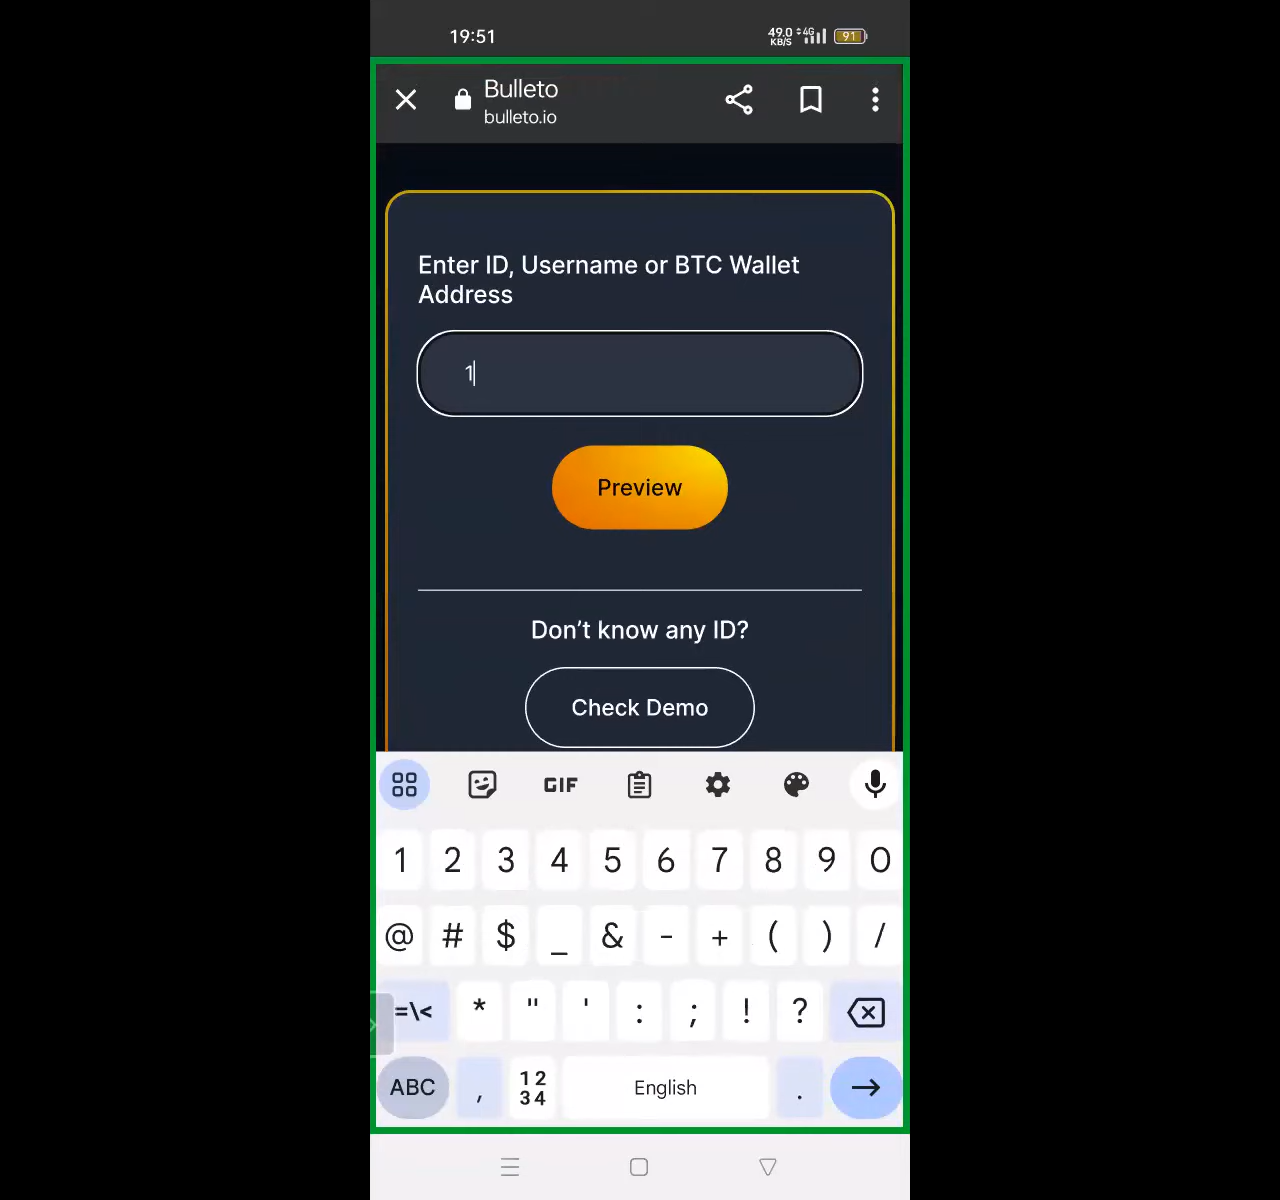 19:51
49.0 KB/S 4G 91
Bulleto
bulleto.io
Enter ID, Username or BTC Wallet
Address
1
Preview
Don’t know any ID?
Check Demo
GIF
1 2 3 4 5 6 7 8 9 0
@ # $ _ & - + ( ) /
=\< * " ' : ; ! ?
ABC , 12 34 English .